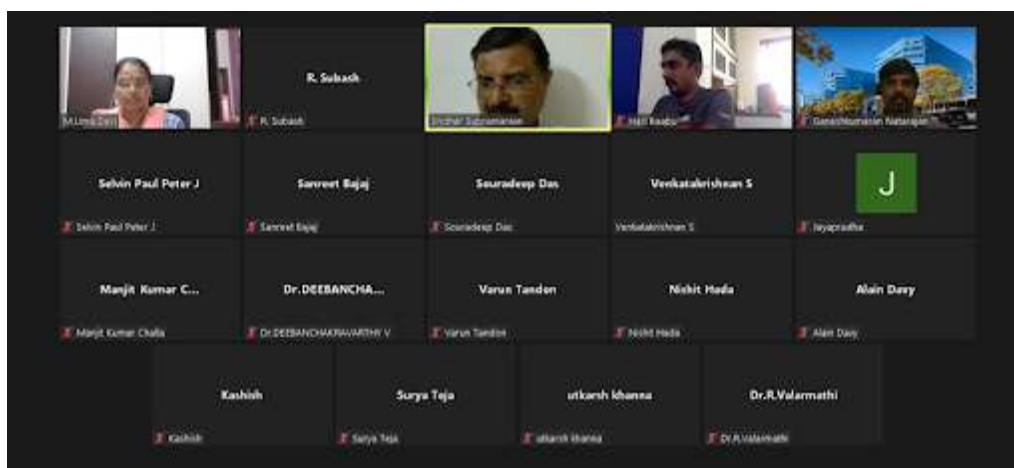 M.Uma Devi
R. Subash
R. Subash
Sridhar Subramanian
Hari Baabu
Ganeshkumaran Natarajan
Selvin Paul Peter J
Selvin Paul Peter J
Sanreet Bajaj
Sanreet Bajaj
Souradeep Das
Souradeep Das
Venkatakrishnan S
Venkatakrishnan S
J
Jayapradha
Manjit Kumar C...
Manjit Kumar Challa
Dr.DEEBANCHA...
Dr.DEEBANCHAKRAVARTHY V
Varun Tandon
Varun Tandon
Nishit Hada
Nishit Hada
Alain Davy
Alain Davy
Kashish
Kashish
Surya Teja
Surya Teja
utkarsh khanna
utkarsh khanna
Dr.R.Valarmathi
Dr.R.Valarmathi